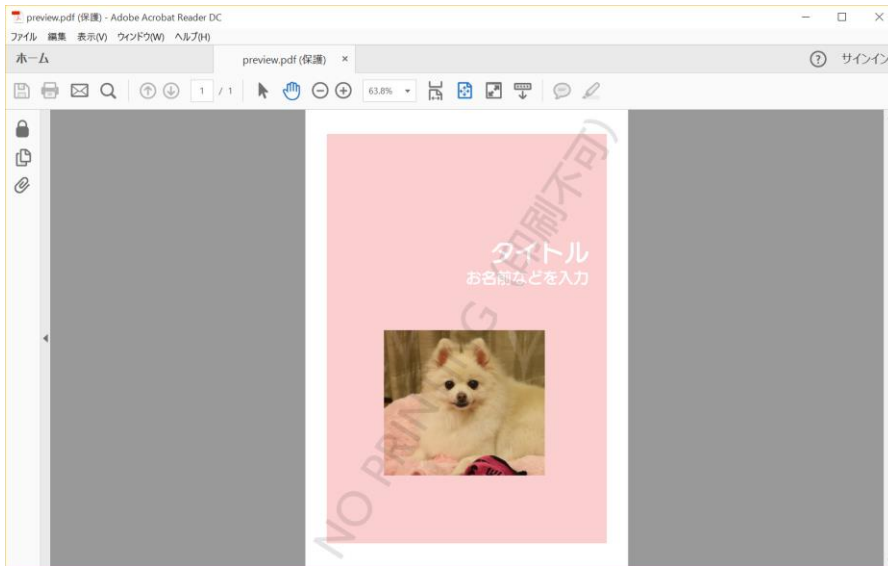 preview.pdf (保護) - Adobe Acrobat Reader DC
ファイル 編集 表示(V) ウィンドウ(W) ヘルプ(H)
ホーム preview.pdf (保護) × ? サインイン
1 / 1 63.8%
タイトル
お名前などを入力
NO PRINTING (印刷不可)